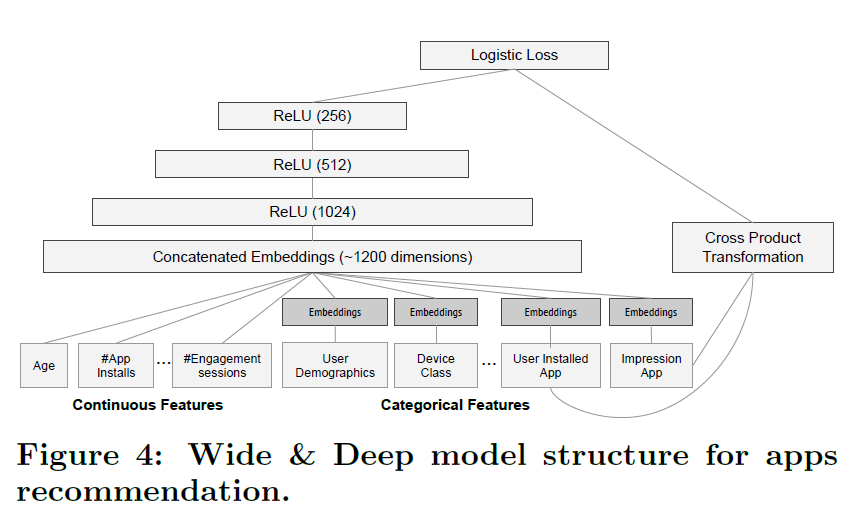 Logistic Loss
ReLU (256)
ReLU (512)
ReLU (1024)
Concatenated Embeddings (~1200 dimensions)
Cross Product
Transformation
Embeddings
Embeddings
Embeddings
Embeddings
Age
#App
Installs
...
#Engagement
sessions
User
Demographics
Device
Class
...
User Installed
App
Impression
App
Continuous Features
Categorical Features
Figure 4: Wide & Deep model structure for apps
recommendation.